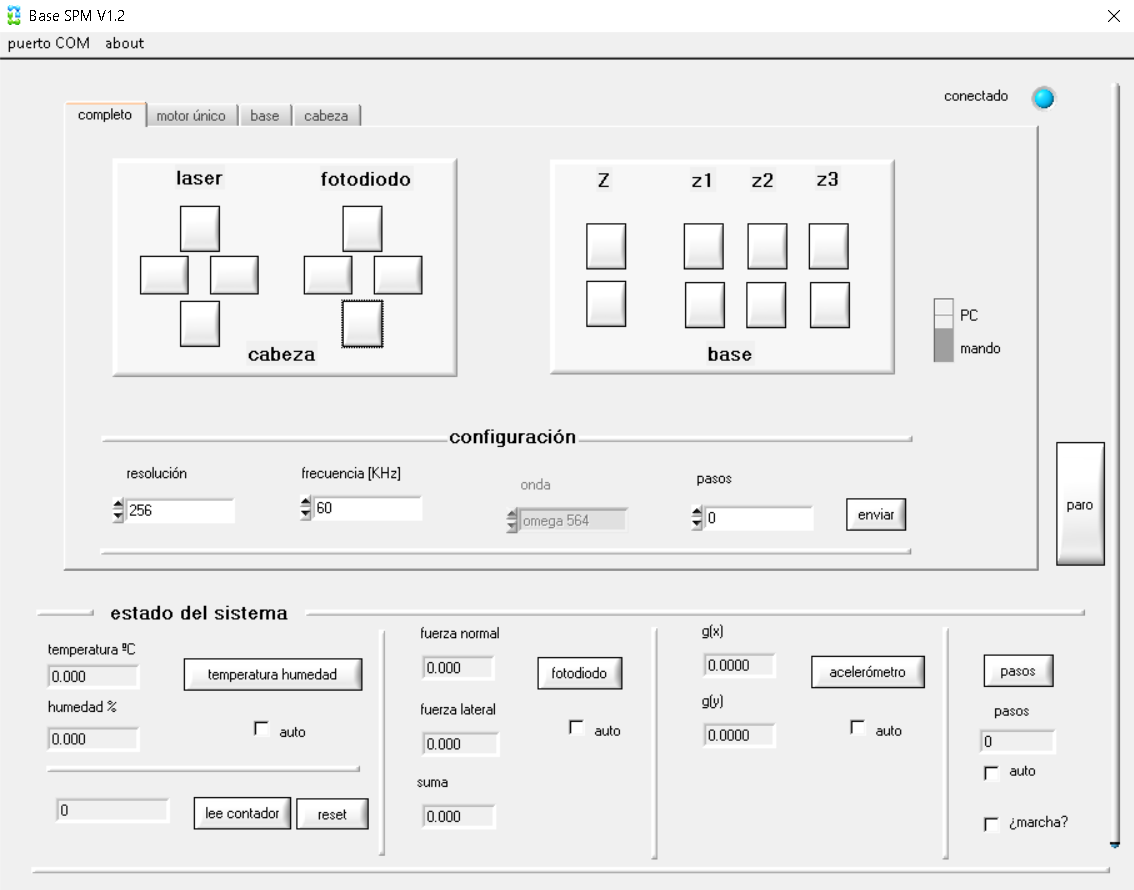 Base SPM V1.2
puerto COM about
conectado
completo motor único base cabeza
laser fotodiodo
cabeza
Z z1 z2 z3
base
PC
mando
configuración
resolución
256
frecuencia [KHz]
60
onda
omega 564
pasos
0
enviar
paro
estado del sistema
temperatura ºC
0.000
temperatura humedad
humedad %
0.000
auto
0
lee contador
reset
fuerza normal
0.000
fotodiodo
fuerza lateral
0.000
auto
suma
0.000
g(x)
0.0000
acelerómetro
g(y)
0.0000
auto
pasos
pasos
0
auto
¿marcha?